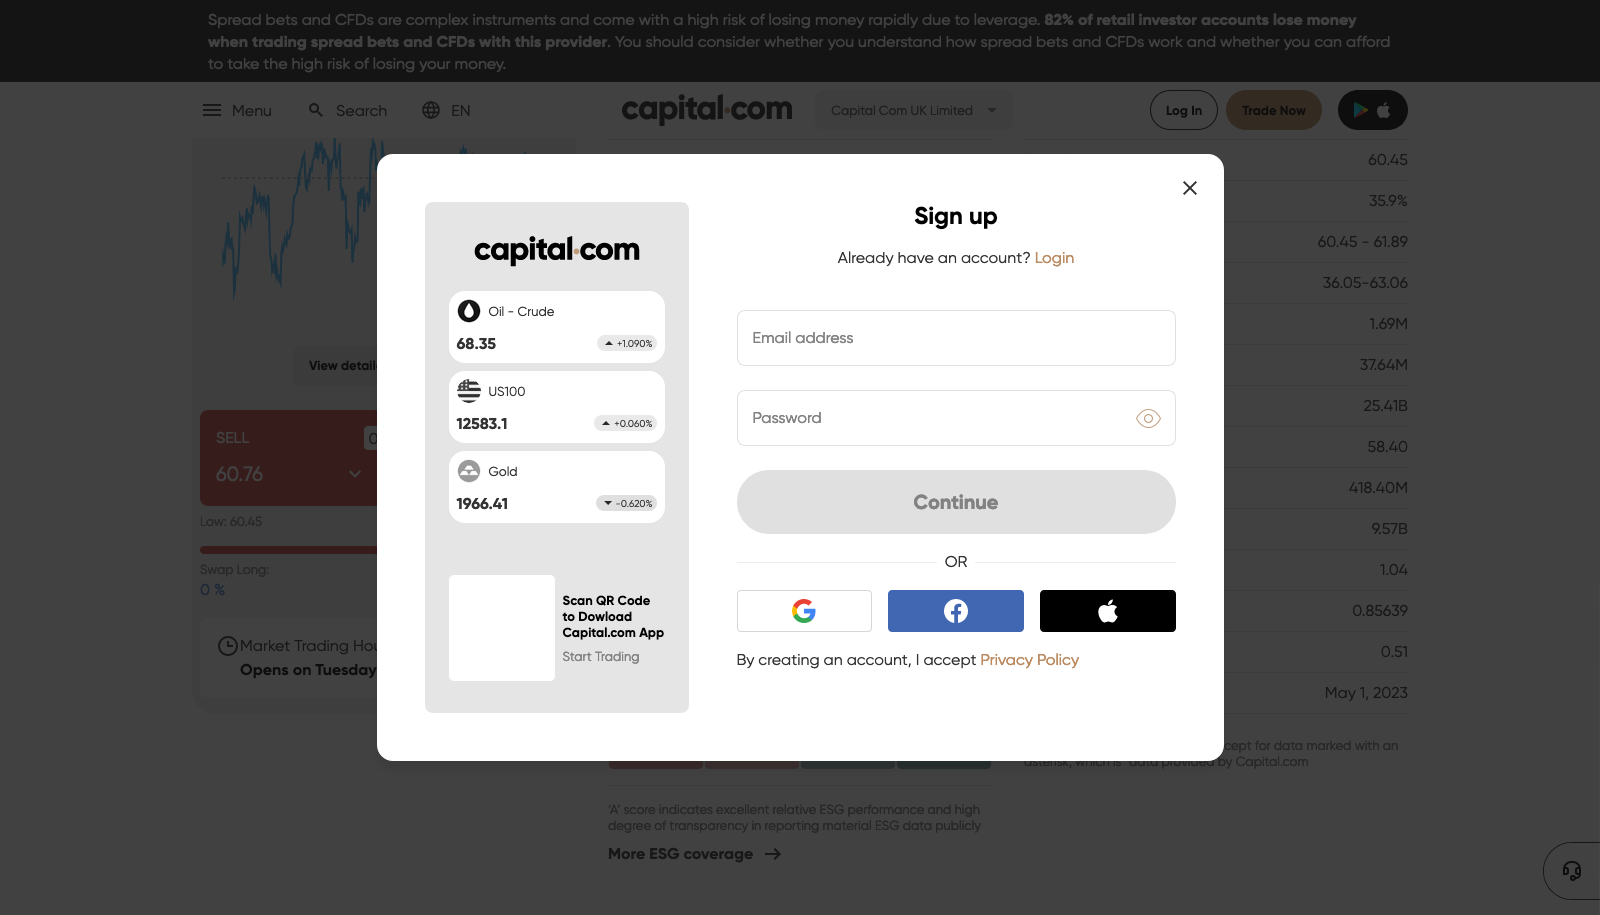 Spread bets and CFDs are complex instruments and come with a high risk of losing money rapidly due to leverage. 82% of retail investor accounts lose money
when trading spread bets and CFDs with this provider. You should consider whether you understand how spread bets and CFDs work and whether you can afford
to take the high risk of losing your money.
Menu
Search
EN
capital.com
Capital Com UK Limited
Log In
Trade Now
View detail
SELL
60.76
Low: 60.45
Swap Long:
0 %
Market Trading Hou
Opens on Tuesday
capital.com
Oil - Crude
68.35
+1.090%
US100
12583.1
+0.060%
Gold
1966.41
-0.620%
Scan QR Code
to Dowload
Capital.com App
Start Trading
Sign up
Already have an account? Login
Email address
Password
Continue
OR
By creating an account, I accept Privacy Policy
60.45
35.9%
60.45 - 61.89
36.05-63.06
1.69M
37.64M
25.41B
58.40
418.40M
9.57B
1.04
0.85639
0.51
May 1, 2023
cept for data marked with an
asterisk, which is data provided by Capital.com
'A' score indicates excellent relative ESG performance and high
degree of transparency in reporting material ESG data publicly
More ESG coverage